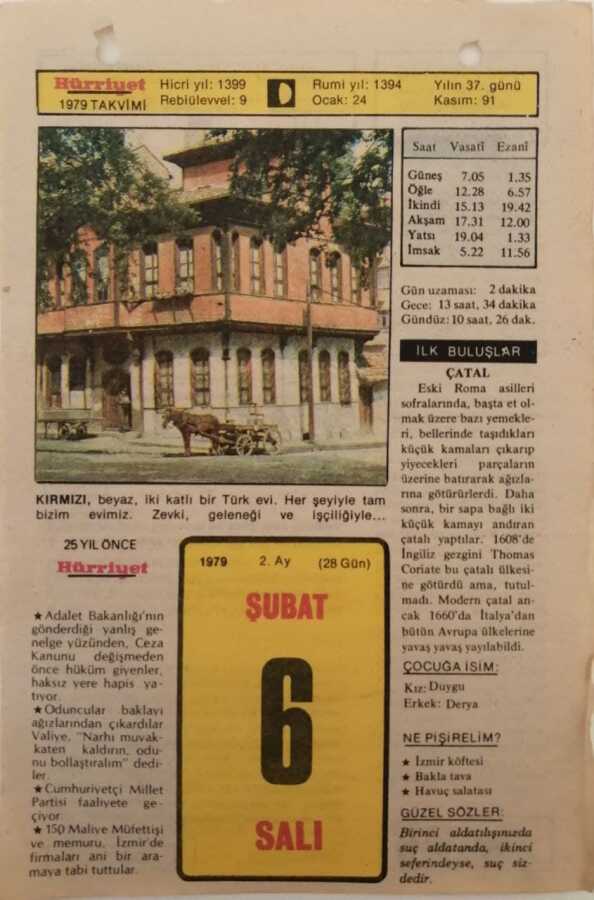 Hürriyet
1979 TAKVİMİ
Hicri yıl: 1399
Rebiülevvel: 9
Rumi yıl: 1394
Ocak: 24
Yılın 37. günü
Kasım: 91
Saat Vasatî Ezanî
Güneş 7.05 1.35
Öğle 12.28 6.57
İkindi 15.13 19.42
Akşam 17.31 12.00
Yatsı 19.04 1.33
İmsak 5.22 11.56
Gün uzaması: 2 dakika
Gece: 13 saat, 34 dakika
Gündüz: 10 saat, 26 dak.
KIRMIZI, beyaz, iki katlı bir Türk evi. Her şeyiyle tam
bizim evimiz. Zevki, geleneği ve işçiliğiyle...
İLK BULUŞLAR
ÇATAL
Eski Roma asilleri
sofralarında, başta et ol-
mak üzere bazı yemekle-
ri, bellerinde taşıdıkları
küçük kamaları çıkarıp
yiyecekleri parçaların
üzerine batırarak ağızla-
rına götürürlerdi. Daha
sonra, bir sapa bağlı iki
küçük kamayı andıran
çatalı yaptılar. 1608'de
İngiliz gezgini Thomas
Coriate bu çatalı ülkesi-
ne götürdü ama, tutul-
madı. Modern çatal an-
cak 1660'da İtalya'dan
bütün Avrupa ülkelerine
yavaş yavaş yayılabildi.
ÇOCUĞA İSİM:
Kız: Duygu
Erkek: Derya
NE PİŞİRELİM?
★ İzmir köftesi
★ Bakla tava
★ Havuç salatası
GÜZEL SÖZLER:
Birinci aldatılışınızda
suç aldatanda, ikinci
seferindeyse, suç siz-
dedir.
25 YIL ÖNCE
Hürriyet
★ Adalet Bakanlığı'nın
gönderdiği yanlış ge-
nelge yüzünden, Ceza
Kanunu değişmeden
önce hüküm giyenler,
haksız yere hapis ya-
tıyor.
★ Oduncular baklayı
ağızlarından çıkardılar
Valiye, "Narhı muvak-
katen kaldırın, odu-
nu bollaştıralım" dedi-
ler.
★ Cumhuriyetçi Millet
Partisi faaliyete ge-
çiyor
★ 150 Maliye Müfettişi
ve memuru, İzmir'de
firmaları ani bir ara-
maya tabi tuttular.
1979 2. Ay (28 Gün)
ŞUBAT
6
SALI